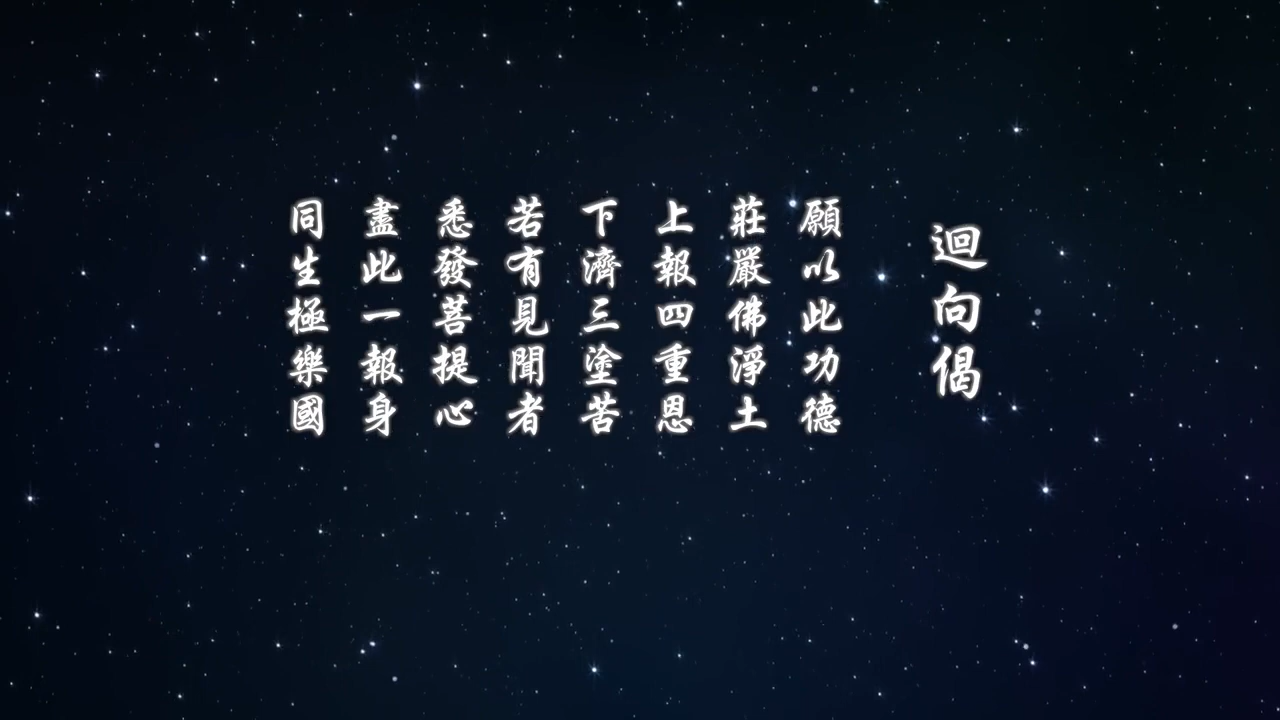 迴向偈
願以此功德
莊嚴佛淨土
上報四重恩
下濟三塗苦
若有見聞者
悉發菩提心
盡此一報身
同生極樂國